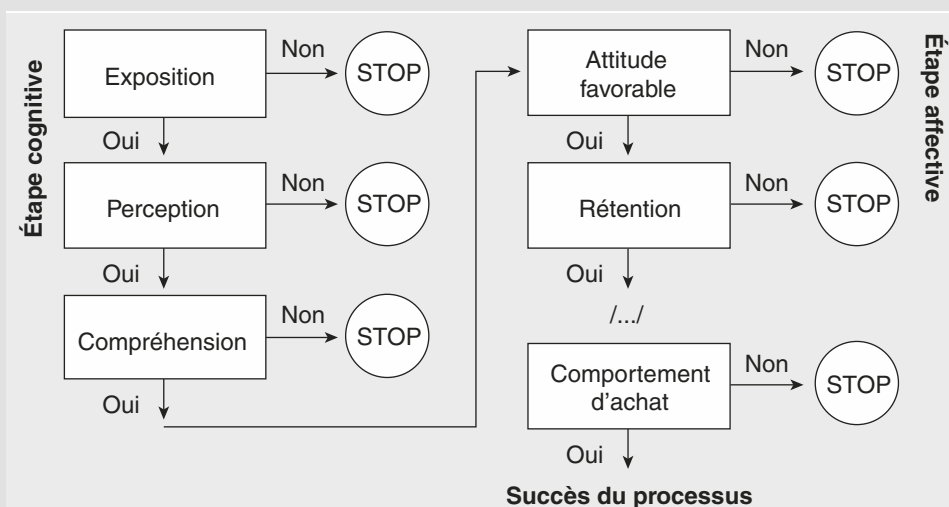 Étape cognitive
Exposition
Non
STOP
Oui
Perception
Non
STOP
Oui
Compréhension
Non
STOP
Oui
Attitude
favorable
Non
STOP
Oui
Rétention
Non
STOP
Oui
/.../
Comportement
d'achat
Non
STOP
Oui
Succès du processus
Étape affective